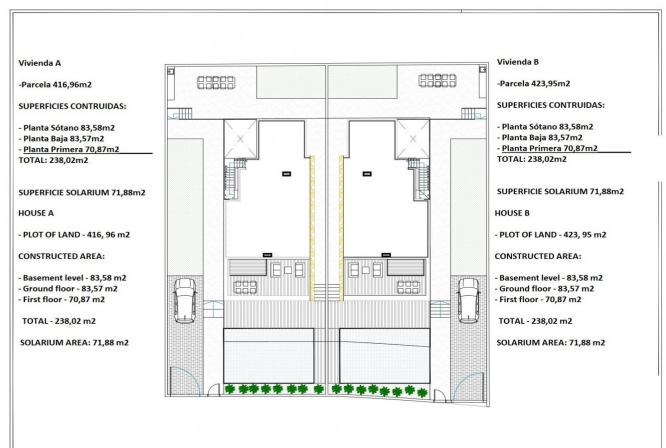 Vivienda A
-Parcela 416,96m2
SUPERFICIES CONTRUIDAS:
- Planta Sótano 83,58m2
- Planta Baja 83,57m2
- Planta Primera 70,87m2
TOTAL: 238,02m2
SUPERFICIE SOLARIUM 71,88m2
HOUSE A
- PLOT OF LAND - 416, 96 m2
CONSTRUCTED AREA:
- Basement level - 83,58 m2
- Ground floor - 83,57 m2
- First floor - 70,87 m2
TOTAL - 238,02 m2
SOLARIUM AREA: 71,88 m2
Vivienda B
-Parcela 423,95m2
SUPERFICIES CONTRUIDAS:
- Planta Sótano 83,58m2
- Planta Baja 83,57m2
- Planta Primera 70,87m2
TOTAL: 238,02m2
SUPERFICIE SOLARIUM 71,88m2
HOUSE B
- PLOT OF LAND - 423, 95 m2
CONSTRUCTED AREA:
- Basement level - 83,58 m2
- Ground floor - 83,57 m2
- First floor - 70,87 m2
TOTAL - 238,02 m2
SOLARIUM AREA: 71,88 m2